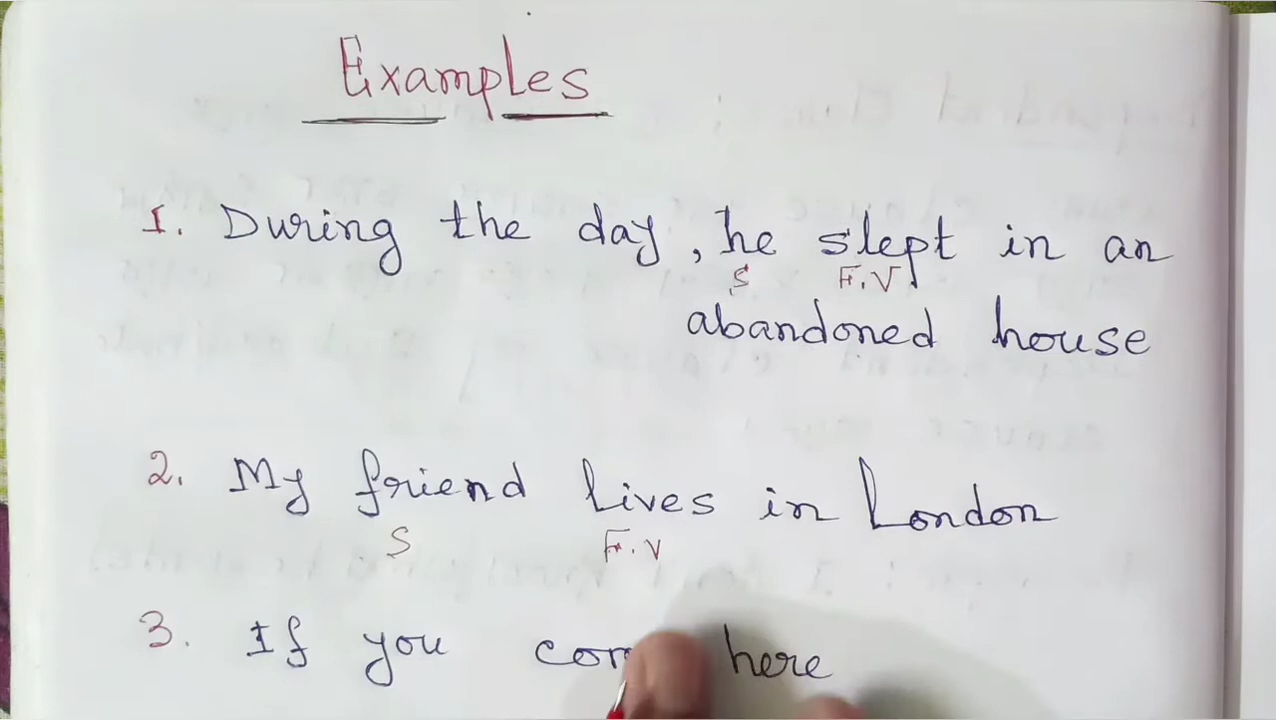 Examples
1. During the day, he slept in an
S F.V
abandoned house
2. My friend lives in London
S F.V
3. If you here